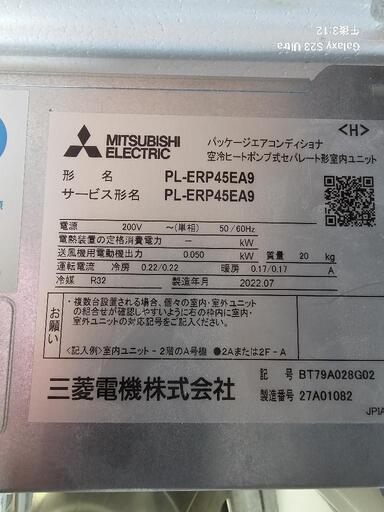 午後3:12
Galaxy S23 Ultra
MITSUBISHI
ELECTRIC
パッケージエアコンディショナ
空冷ヒートポンプ式セパレート形室内ユニット
<H>
形 名 PL-ERP45EA9
サービス形名 PL-ERP45EA9
電源 200V ～(単相) 50/60Hz
電熱装置の定格消費電力 － kW
送風機用電動機出力 0.050 kW 質量 20 kg
運転電流 冷房 0.22/0.22 暖房 0.17/0.17 A
冷媒 R32 製造年月 2022.07
お願い
・複数台設置される場合、個々の室内・室外ユニット
の組合せが確認しやすいように右の枠内に室内・
室外ユニットの対応記号をご記入ください。
<記入例> 室内ユニット－2階のA号機 ●2Aまたは2F-A
三菱電機株式会社
記号 BT79A028G02
製造番号 27A01082
JPIA